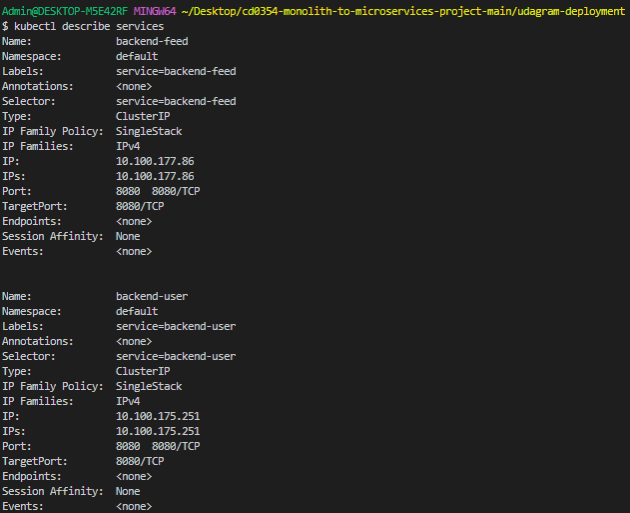 Admin@DESKTOP-M5E42RF MINGW64 ~/Desktop/cd0354-monolith-to-microservices-project-main/udagram-deployment
$ kubectl describe services
Name:              backend-feed
Namespace:         default
Labels:            service=backend-feed
Annotations:       <none>
Selector:          service=backend-feed
Type:              ClusterIP
IP Family Policy:  SingleStack
IP Families:       IPv4
IP:                10.100.177.86
IPs:               10.100.177.86
Port:              8080  8080/TCP
TargetPort:        8080/TCP
Endpoints:         <none>
Session Affinity:  None
Events:            <none>
Name:              backend-user
Namespace:         default
Labels:            service=backend-user
Annotations:       <none>
Selector:          service=backend-user
Type:              ClusterIP
IP Family Policy:  SingleStack
IP Families:       IPv4
IP:                10.100.175.251
IPs:               10.100.175.251
Port:              8080  8080/TCP
TargetPort:        8080/TCP
Endpoints:         <none>
Session Affinity:  None
Events:            <none>